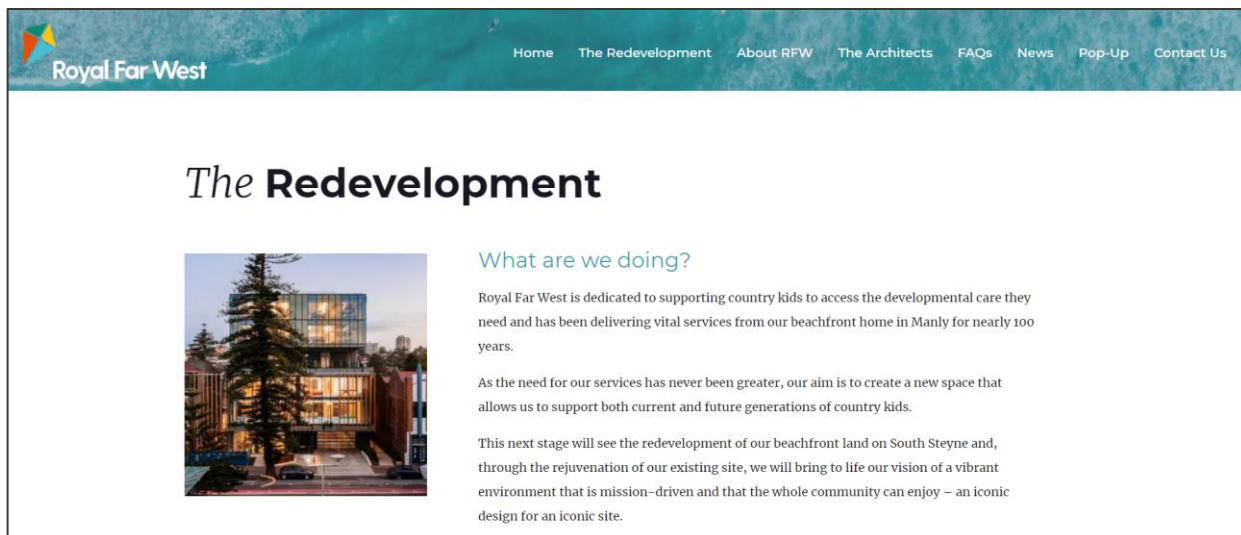 Royal Far West
Home The Redevelopment About RFW The Architects FAQs News Pop-Up Contact Us
The Redevelopment
What are we doing?
Royal Far West is dedicated to supporting country kids to access the developmental care they
need and has been delivering vital services from our beachfront home in Manly for nearly 100
years.
As the need for our services has never been greater, our aim is to create a new space that
allows us to support both current and future generations of country kids.
This next stage will see the redevelopment of our beachfront land on South Steyne and,
through the rejuvenation of our existing site, we will bring to life our vision of a vibrant
environment that is mission-driven and that the whole community can enjoy – an iconic
design for an iconic site.